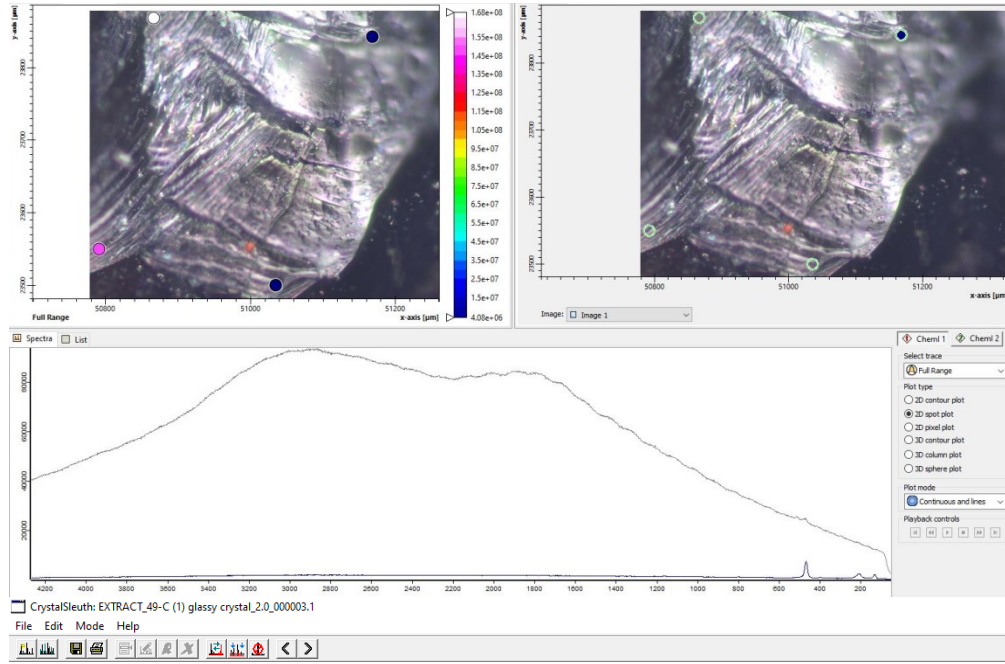 y-axis [µm]
23800
23700
23600
23500
50800
51000
51200
x-axis [µm]
Full Range
1.68e+08
1.55e+08
1.45e+08
1.35e+08
1.25e+08
1.15e+08
1.05e+08
9.5e+07
8.5e+07
7.5e+07
6.5e+07
5.5e+07
4.5e+07
3.5e+07
2.5e+07
1.5e+07
4.08e+06
y-axis [µm]
23800
23700
23600
23500
50800
51000
51200
x-axis [µm]
Image: Image 1
Spectra List
80000
60000
40000
20000
4200 4000 3800 3600 3400 3200 3000 2800 2600 2400 2200 2000 1800 1600 1400 1200 1000 800 600 400 200
ChemI 1 ChemI 2
Select trace
Full Range
Plot type
2D contour plot
2D spot plot
2D pixel plot
3D contour plot
3D column plot
3D sphere plot
Plot mode
Continuous and lines
Playback controls
CrystalSleuth: EXTRACT_49-C (1) glassy crystal_2.0_000003.1
File Edit Mode Help